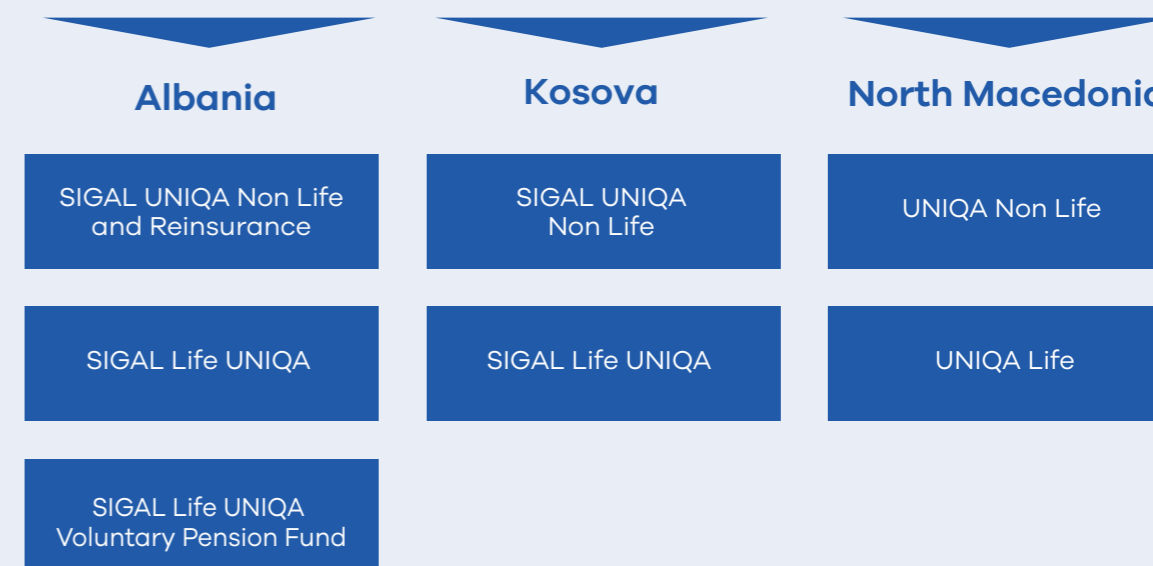 Albania
SIGAL UNIQA Non Life
and Reinsurance
SIGAL Life UNIQA
SIGAL Life UNIQA
Voluntary Pension Fund
Kosova
SIGAL UNIQA
Non Life
SIGAL Life UNIQA
North Macedonia
UNIQA Non Life
UNIQA Life